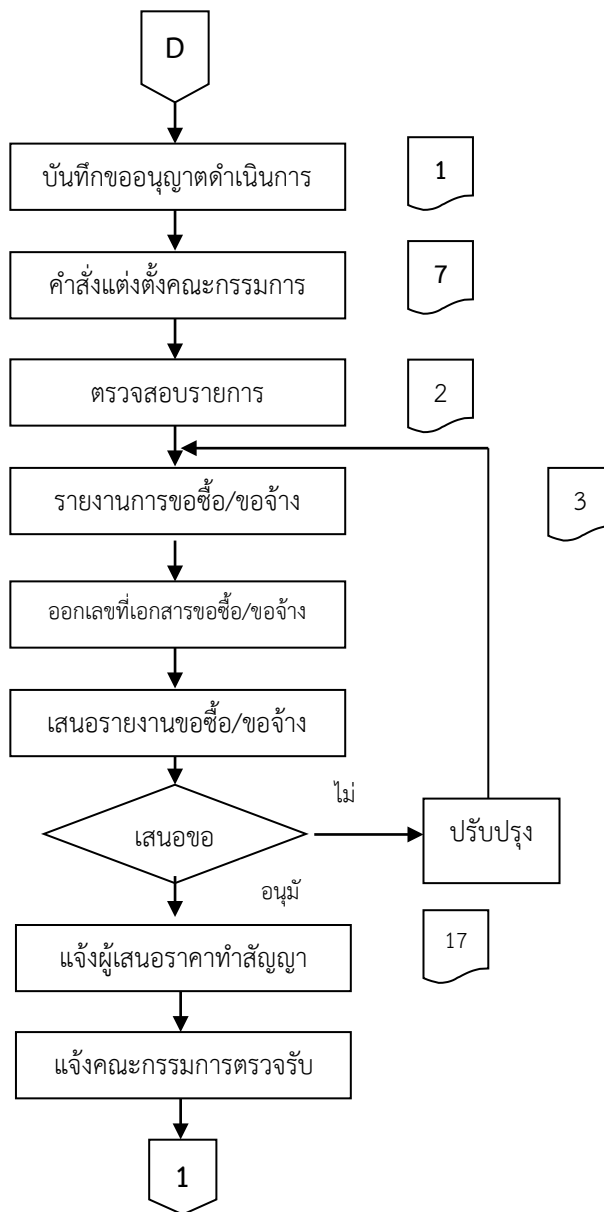 D
บันทึกขออนุญาตดำเนินการ
1
คำสั่งแต่งตั้งคณะกรรมการ
7
ตรวจสอบรายการ
2
รายงานการขอซื้อ/ขอจ้าง
3
ออกเลขที่เอกสารขอซื้อ/ขอจ้าง
เสนอรายงานขอซื้อ/ขอจ้าง
ไม่
เสนอขอ
ปรับปรุง
อนุมั
แจ้งผู้เสนอราคาทำสัญญา
17
แจ้งคณะกรรมการตรวจรับ
1